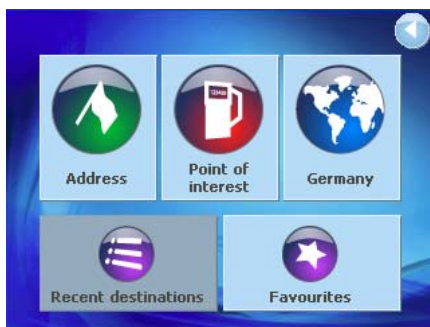 Address
Point of
interest
Germany
Recent destinations
Favourites